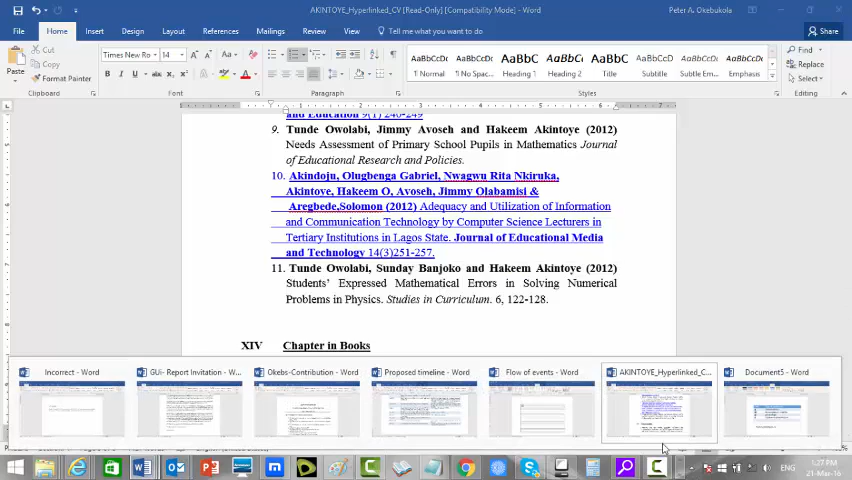 AKINTOYE_Hyperlinked_CV [Read-Only] [Compatibility Mode] - Word
Peter A. Okebukola
File Home Insert Design Layout References Mailings Review View Tell me what you want to do Share
Cut
Copy
Format Painter
Paste
Times New Ro 14
AaBbCcDc AaBbCcDc AaBbC AaBbCc AaBbC AaBbCcD AaBbCcDc AaBbCcDc
¶ Normal ¶ No Spac... Heading 1 Heading 2 Title Subtitle Subtle Em... Emphasis
Find
Replace
Select
Clipboard Font Paragraph Styles Editing
and Education 9(1) 240-249
9. Tunde Owolabi, Jimmy Avoseh and Hakeem Akintoye (2012)
Needs Assessment of Primary School Pupils in Mathematics Journal
of Educational Research and Policies.
10. Akindoju, Olugbenga Gabriel, Nwagwu Rita Nkiruka,
Akintoye, Hakeem O, Avoseh, Jimmy Olabamisi &
Aregbede,Solomon (2012) Adequacy and Utilization of Information
and Communication Technology by Computer Science Lecturers in
Tertiary Institutions in Lagos State. Journal of Educational Media
and Technology 14(3)251-257.
11. Tunde Owolabi, Sunday Banjoko and Hakeem Akintoye (2012)
Students' Expressed Mathematical Errors in Solving Numerical
Problems in Physics. Studies in Curriculum. 6, 122-128.
XIV Chapter in Books
Incorrect - Word
GUi- Report Invitation - W...
Okebs-Contribution - Word
Proposed timeline - Word
Flow of events - Word
AKINTOYE_Hyperlinked_C...
Document5 - Word
ENG
1:27 PM
21-Mar-16